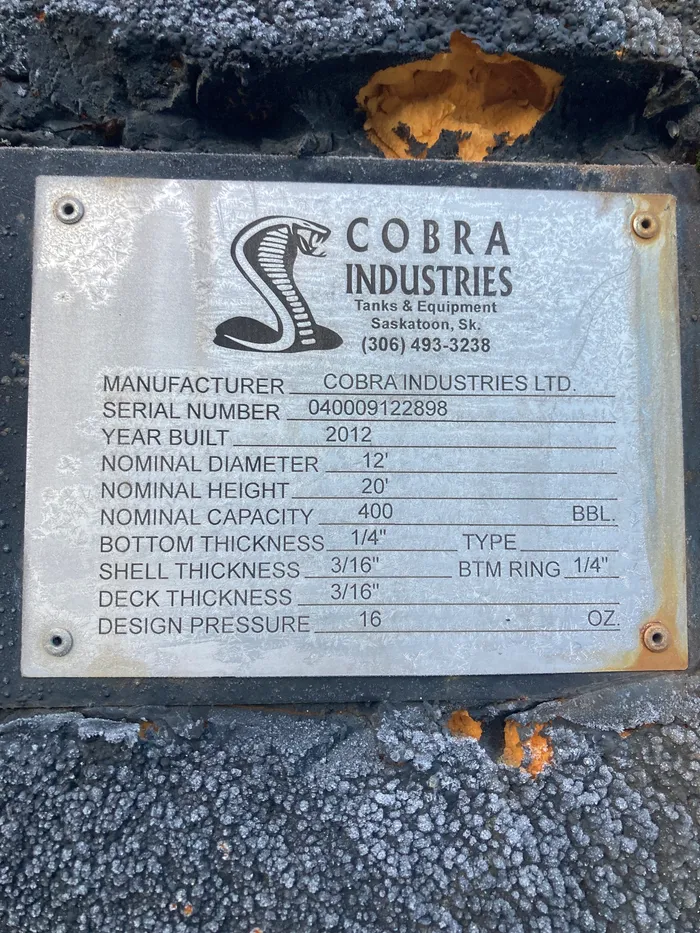 COBRA
INDUSTRIES
Tanks & Equipment
Saskatoon, Sk.
(306) 493-3238
MANUFACTURER COBRA INDUSTRIES LTD.
SERIAL NUMBER 040009122898
YEAR BUILT 2012
NOMINAL DIAMETER 12'
NOMINAL HEIGHT 20'
NOMINAL CAPACITY 400 BBL.
BOTTOM THICKNESS 1/4" TYPE
SHELL THICKNESS 3/16" BTM RING 1/4"
DECK THICKNESS 3/16"
DESIGN PRESSURE 16 - OZ.